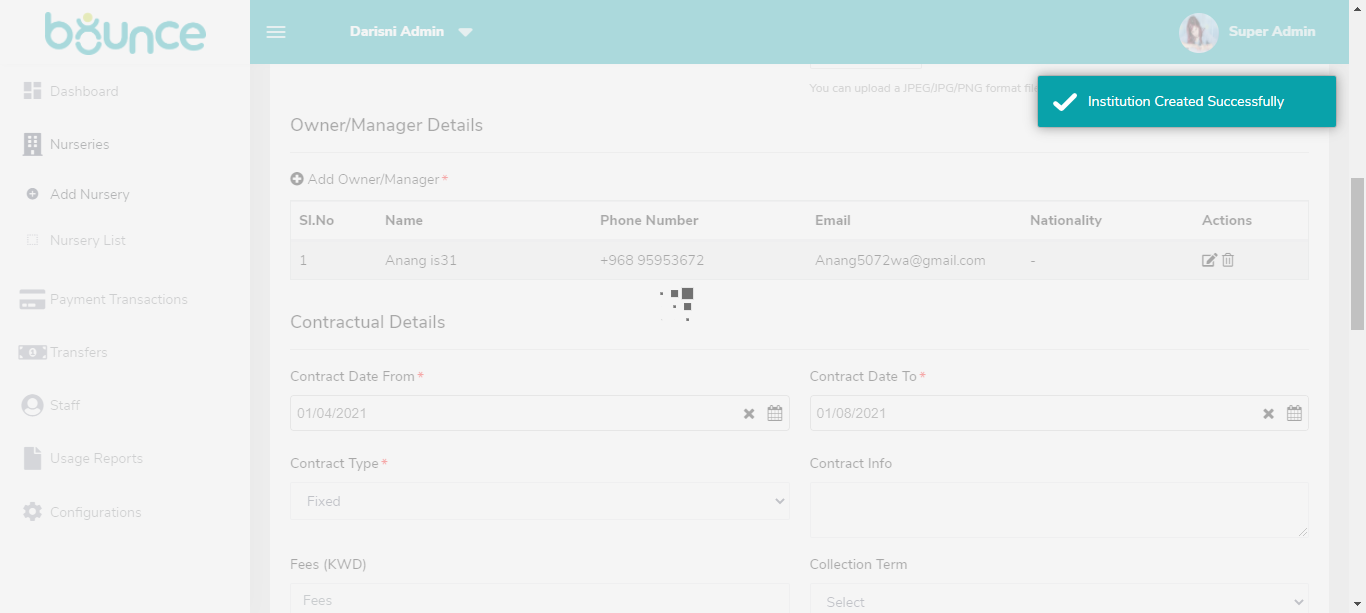 bounce
Darisni Admin
Super Admin
Dashboard
Nurseries
Add Nursery
Nursery List
Payment Transactions
Transfers
Staff
Usage Reports
Configurations
You can upload a JPEG/JPG/PNG format
Institution Created Successfully
Owner/Manager Details
Add Owner/Manager *
Sl.No Name Phone Number Email Nationality Actions
1 Anang is31 +968 95953672 Anang5072wa@gmail.com -
Contractual Details
Contract Date From * Contract Date To *
01/04/2021 01/08/2021
Contract Type * Contract Info
Fixed
Fees (KWD) Collection Term
Fees Select